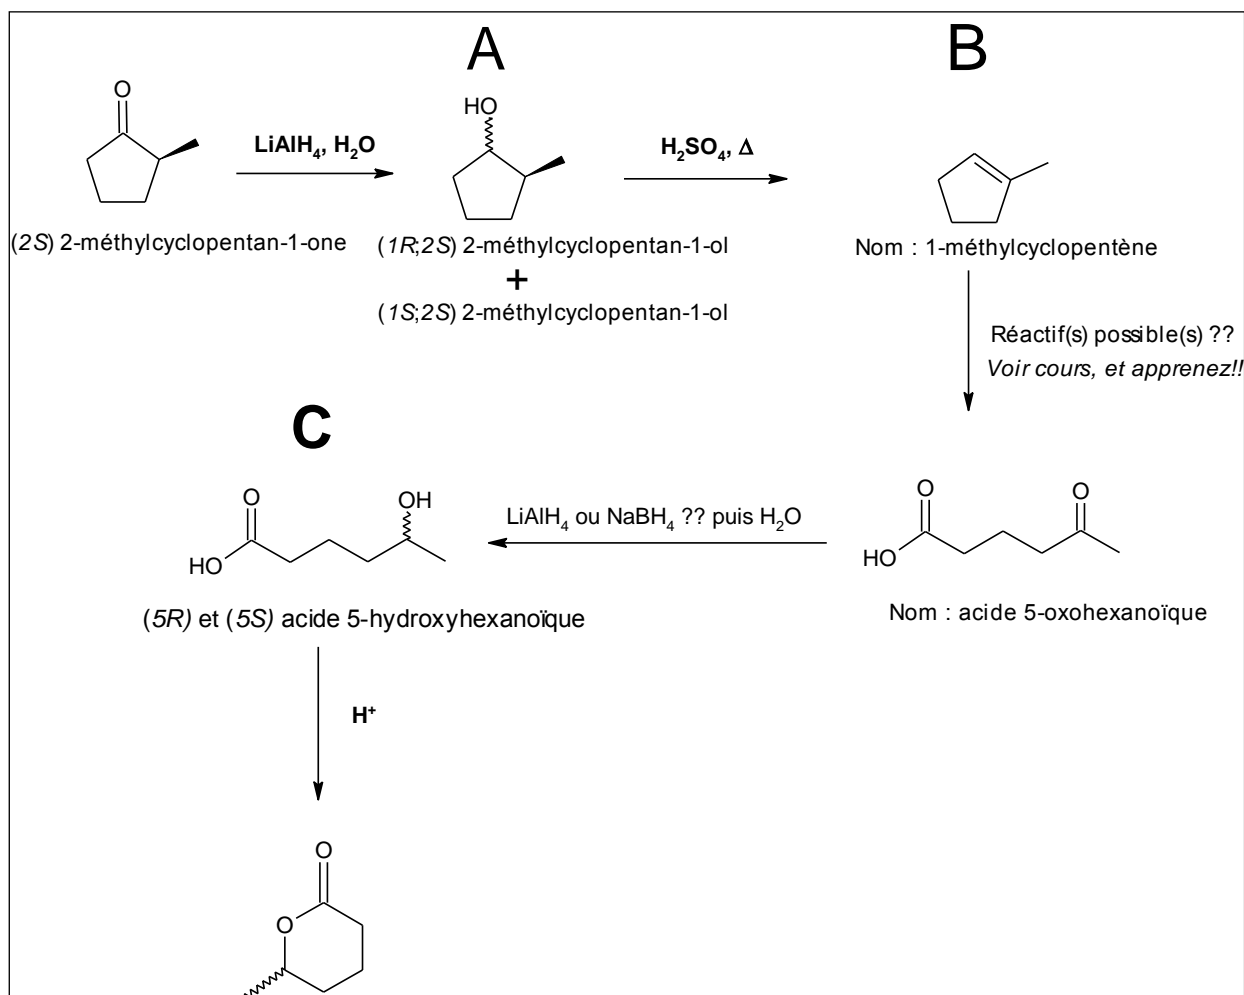 A
B
O
HO
LiAlH4, H2O
H2SO4, Δ
(2S) 2-méthylcyclopentan-1-one
(1R;2S) 2-méthylcyclopentan-1-ol
+
(1S;2S) 2-méthylcyclopentan-1-ol
Nom : 1-méthylcyclopentène
Réactif(s) possible(s) ??
Voir cours, et apprenez!!
C
O
OH
HO
LiAlH4 ou NaBH4 ?? puis H2O
O
O
HO
(5R) et (5S) acide 5-hydroxyhexanoïque
Nom : acide 5-oxohexanoïque
H+
O
O